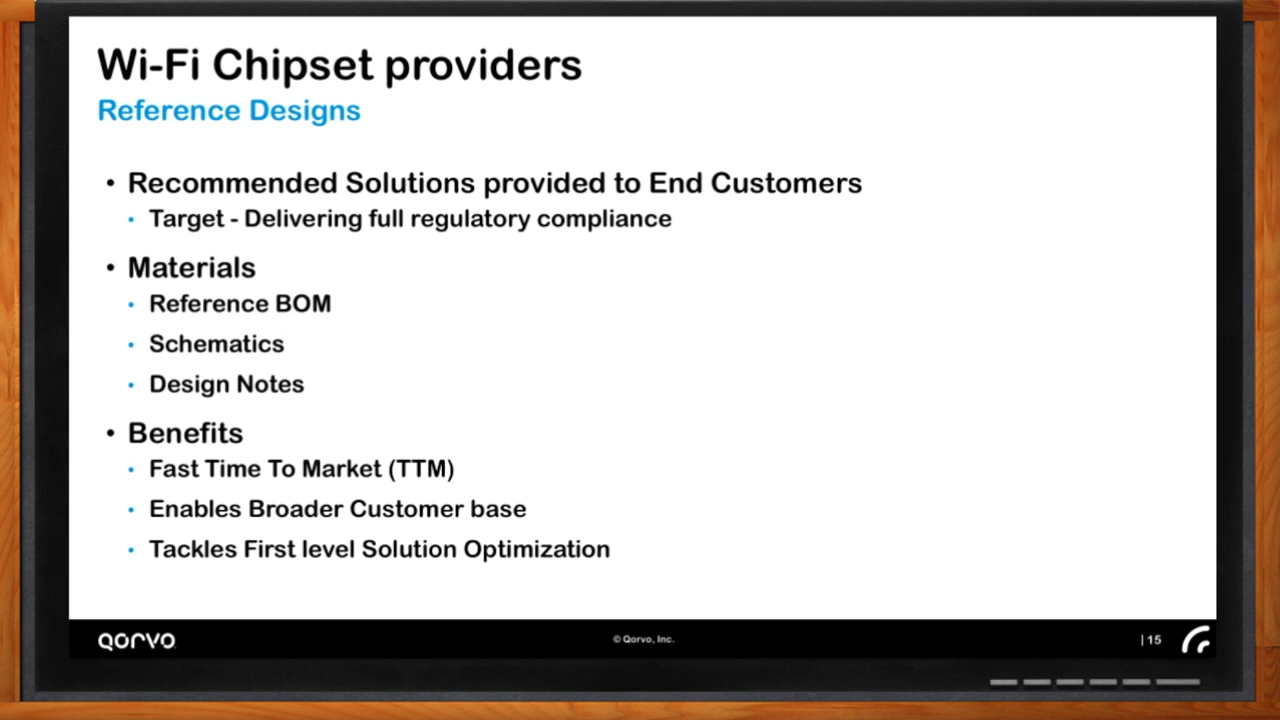 Wi-Fi Chipset providers
Reference Designs
• Recommended Solutions provided to End Customers
• Target - Delivering full regulatory compliance
• Materials
• Reference BOM
• Schematics
• Design Notes
• Benefits
• Fast Time To Market (TTM)
• Enables Broader Customer base
• Tackles First level Solution Optimization
QORVO
© Qorvo, Inc.
| 15